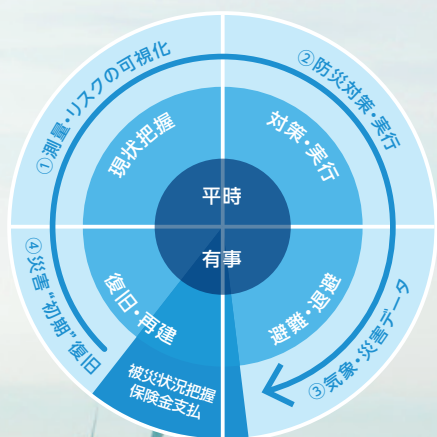 ①測量・リスクの可視化
②防災対策・実行
現状把握
対策・実行
平時
有事
復旧・再建
避難・退避
④災害“初期”復旧
③気象・災害データ
被災状況把握
保険金支払